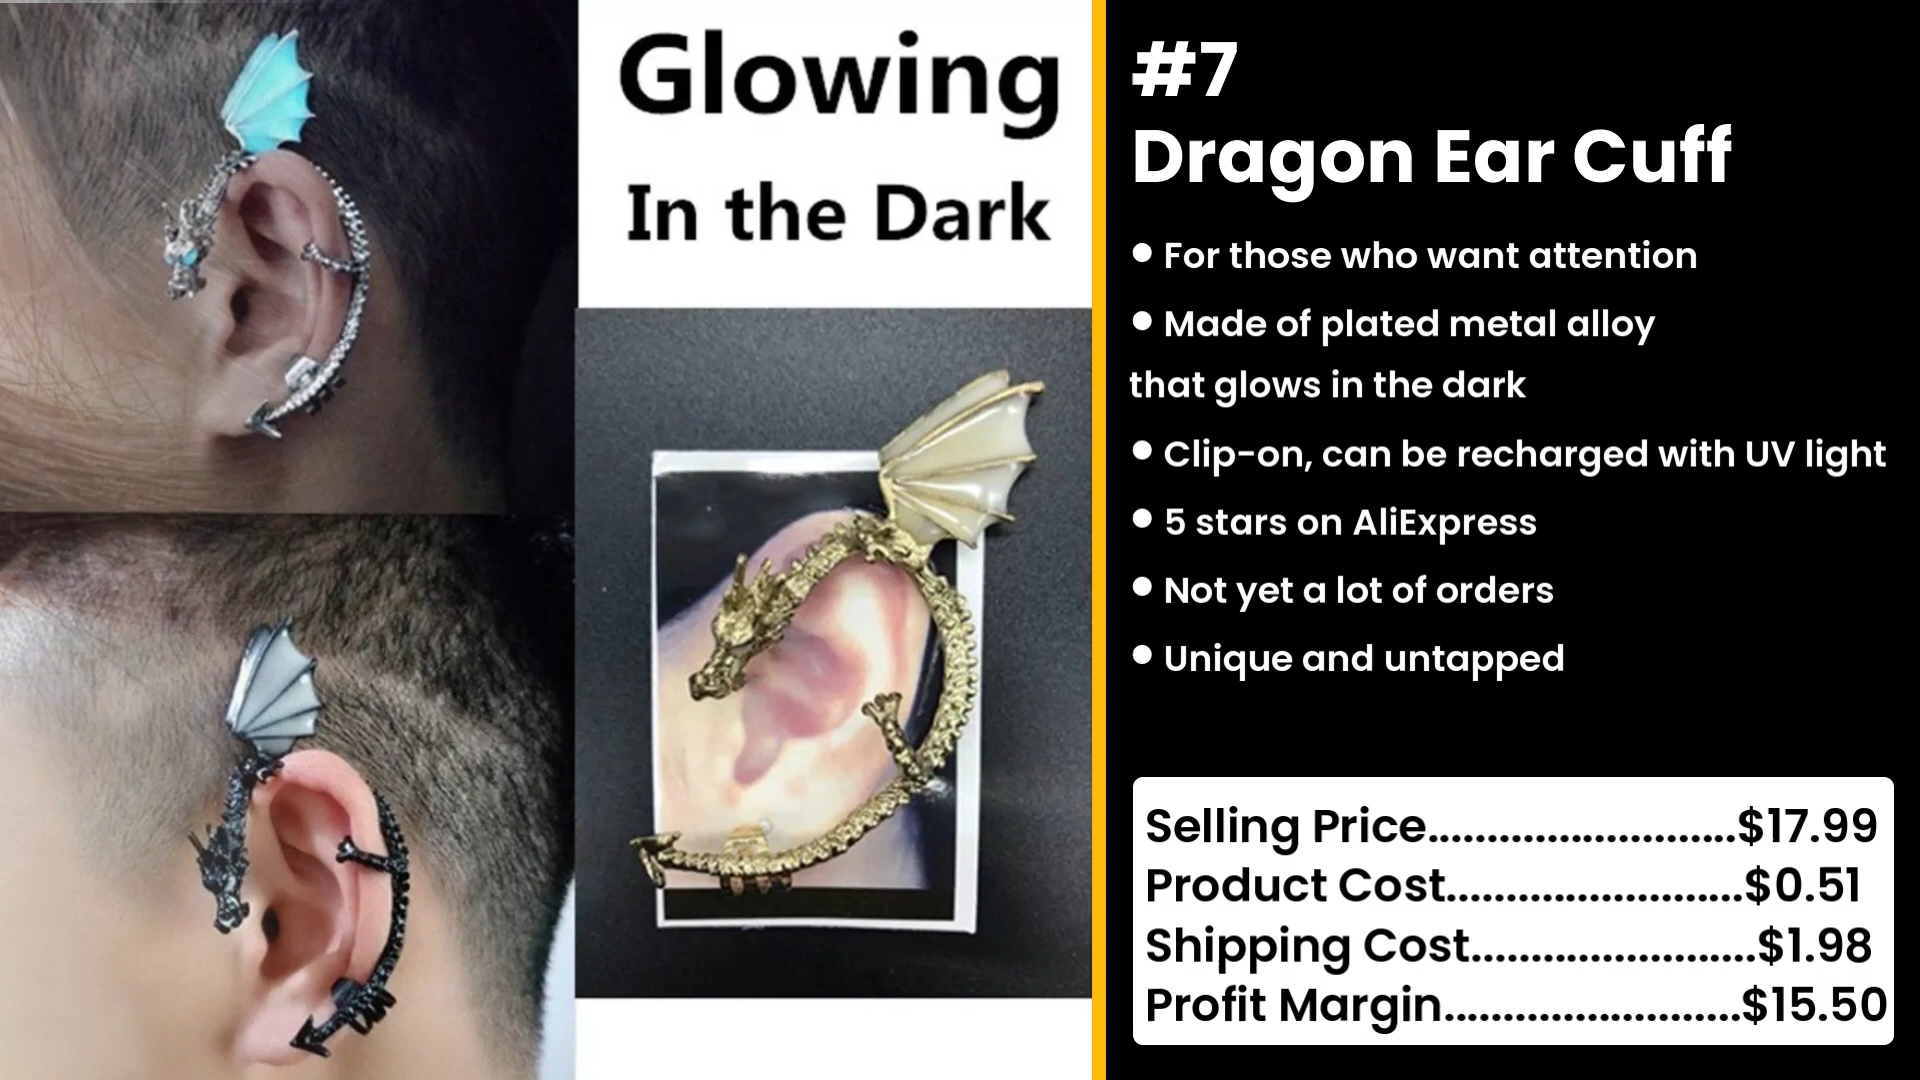 Glowing
In the Dark
#7
Dragon Ear Cuff
• For those who want attention
• Made of plated metal alloy
that glows in the dark
• Clip-on, can be recharged with UV light
• 5 stars on AliExpress
• Not yet a lot of orders
• Unique and untapped
Selling Price..........................$17.99
Product Cost.........................$0.51
Shipping Cost........................$1.98
Profit Margin.........................$15.50